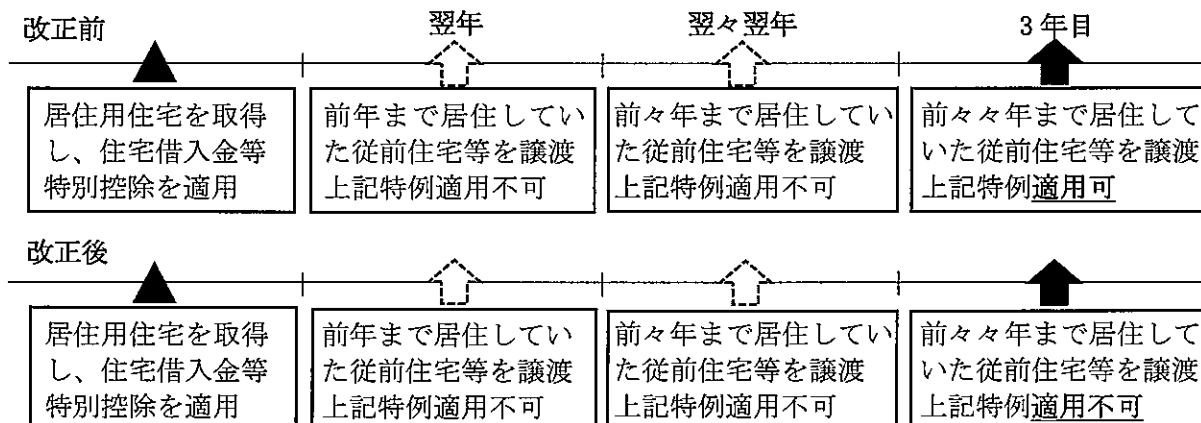 改正前
翌年
翌々翌年
3年目
居住用住宅を取得
し、住宅借入金等
特別控除を適用
前年まで居住してい
た従前住宅等を譲渡
上記特例適用不可
前々年まで居住してい
た従前住宅等を譲渡
上記特例適用不可
前々々年まで居住して
いた従前住宅等を譲渡
上記特例適用可
改正後
居住用住宅を取得
し、住宅借入金等
特別控除を適用
前年まで居住してい
た従前住宅等を譲渡
上記特例適用不可
前々年まで居住してい
た従前住宅等を譲渡
上記特例適用不可
前々々年まで居住して
いた従前住宅等を譲渡
上記特例適用不可